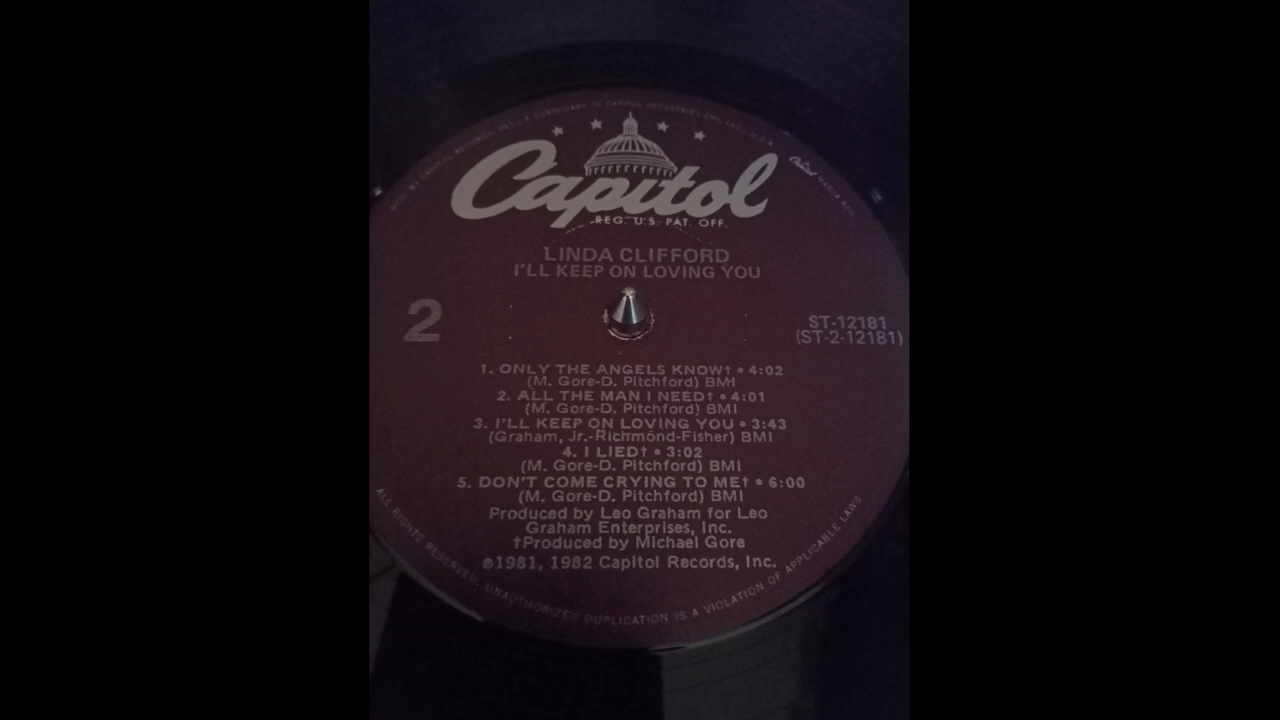 Capitol
REG. U.S. PAT. OFF.
LINDA CLIFFORD
I'LL KEEP ON LOVING YOU
2
ST-12181
(ST-2-12181)
1. ONLY THE ANGELS KNOW† • 4:02
(M. Gore-D. Pitchford) BMI
2. ALL THE MAN I NEED† • 4:01
(M. Gore-D. Pitchford) BMI
3. I'LL KEEP ON LOVING YOU • 3:43
(Graham, Jr.-Richmond-Fisher) BMI
4. I LIED† • 3:02
(M. Gore-D. Pitchford) BMI
5. DON'T COME CRYING TO ME† • 6:00
(M. Gore-D. Pitchford) BMI
Produced by Leo Graham for Leo
Graham Enterprises, Inc.
†Produced by Michael Gore
℗1981, 1982 Capitol Records, Inc.
ALL RIGHTS RESERVED. UNAUTHORIZED DUPLICATION IS A VIOLATION OF APPLICABLE LAWS